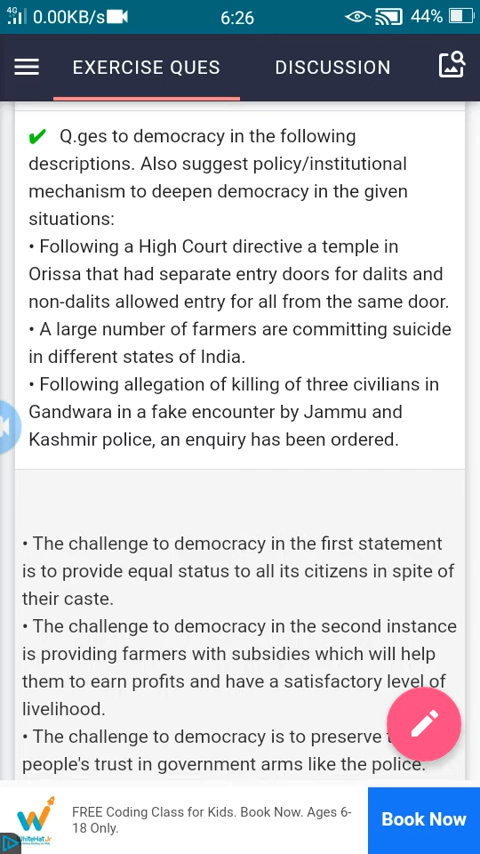 4G 0.00KB/s 6:26 44%
EXERCISE QUES DISCUSSION
✔ Q.ges to democracy in the following
descriptions. Also suggest policy/institutional
mechanism to deepen democracy in the given
situations:
• Following a High Court directive a temple in
Orissa that had separate entry doors for dalits and
non-dalits allowed entry for all from the same door.
• A large number of farmers are committing suicide
in different states of India.
• Following allegation of killing of three civilians in
Gandwara in a fake encounter by Jammu and
Kashmir police, an enquiry has been ordered.
• The challenge to democracy in the first statement
is to provide equal status to all its citizens in spite of
their caste.
• The challenge to democracy in the second instance
is providing farmers with subsidies which will help
them to earn profits and have a satisfactory level of
livelihood.
• The challenge to democracy is to preserve
people's trust in government arms like the police.
FREE Coding Class for Kids. Book Now. Ages 6-
18 Only.
Book Now
WhiteHat Jr